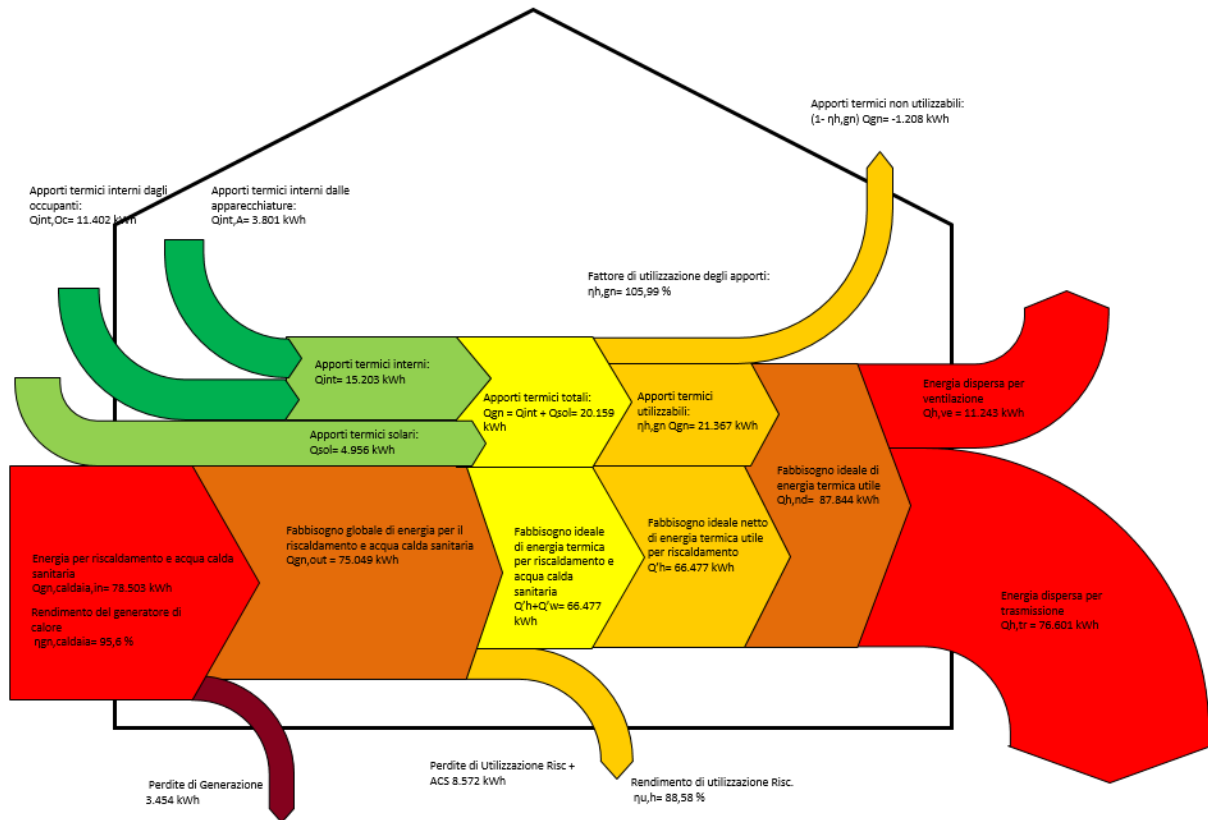 Apporti termici non utilizzabili:
(1- ηh,gn) Qgn= -1.208 kWh
Apporti termici interni dagli
occupanti:
Qint,Oc= 11.402 kWh
Apporti termici interni dalle
apparecchiature:
Qint,A= 3.801 kWh
Fattore di utilizzazione degli apporti:
ηh,gn= 105,99 %
Apporti termici interni:
Qint= 15.203 kWh
Apporti termici totali:
Qgn = Qint + Qsol= 20.159
kWh
Apporti termici
utilizzabili:
ηh,gn Qgn= 21.367 kWh
Energia dispersa per
ventilazione
Qh,ve = 11.243 kWh
Apporti termici solari:
Qsol= 4.956 kWh
Fabbisogno ideale di
energia termica utile
Qh,nd=  87.844 kWh
Fabbisogno globale di energia per il
riscaldamento e acqua calda sanitaria
Qgn,out = 75.049 kWh
Fabbisogno ideale
di energia termica
per riscaldamento e
acqua calda
sanitaria
Q'h+Q'w= 66.477
kWh
Fabbisogno ideale netto
di energia termica utile
per riscaldamento
Q'h= 66.477 kWh
Energia per riscaldamento e acqua calda
sanitaria
Qgn,caldaia,in= 78.503 kWh
Rendimento del generatore di
calore
ηgn,caldaia= 95,6 %
Energia dispersa per
trasmissione
Qh,tr = 76.601 kWh
Perdite di Generazione
3.454 kWh
Perdite di Utilizzazione Risc +
ACS 8.572 kWh
Rendimento di utilizzazione Risc.
ηu,h= 88,58 %